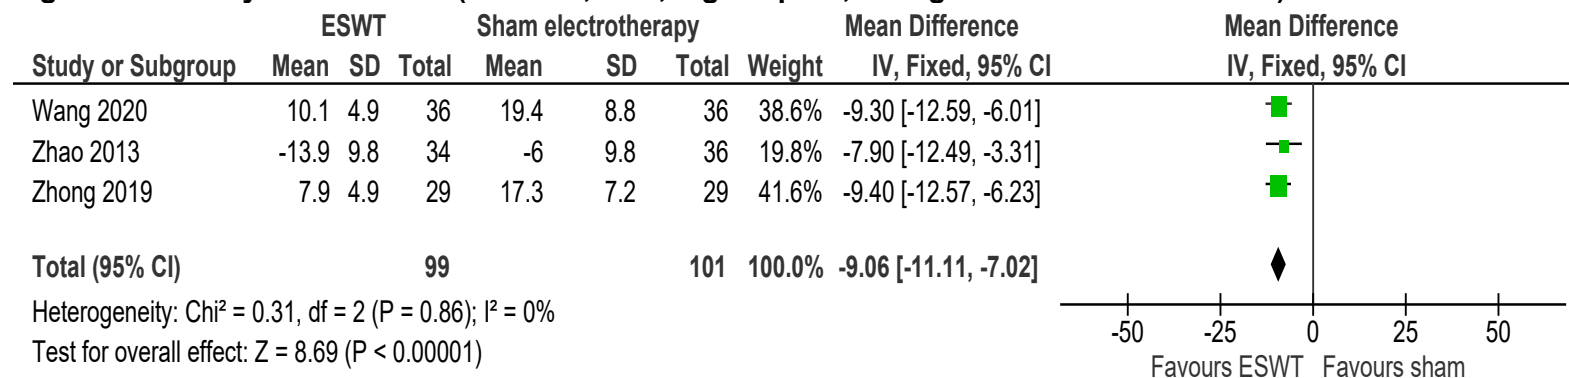 ESWT Sham electrotherapy Mean Difference Mean Difference
Study or Subgroup Mean SD Total Mean SD Total Weight IV, Fixed, 95% CI IV, Fixed, 95% CI
Wang 2020 10.1 4.9 36 19.4 8.8 36 38.6% -9.30 [-12.59, -6.01]
Zhao 2013 -13.9 9.8 34 -6 9.8 36 19.8% -7.90 [-12.49, -3.31]
Zhong 2019 7.9 4.9 29 17.3 7.2 29 41.6% -9.40 [-12.57, -6.23]
Total (95% CI) 99 101 100.0% -9.06 [-11.11, -7.02]
Heterogeneity: Chi² = 0.31, df = 2 (P = 0.86); I² = 0%
Test for overall effect: Z = 8.69 (P < 0.00001)
-50 -25 0 25 50
Favours ESWT Favours sham